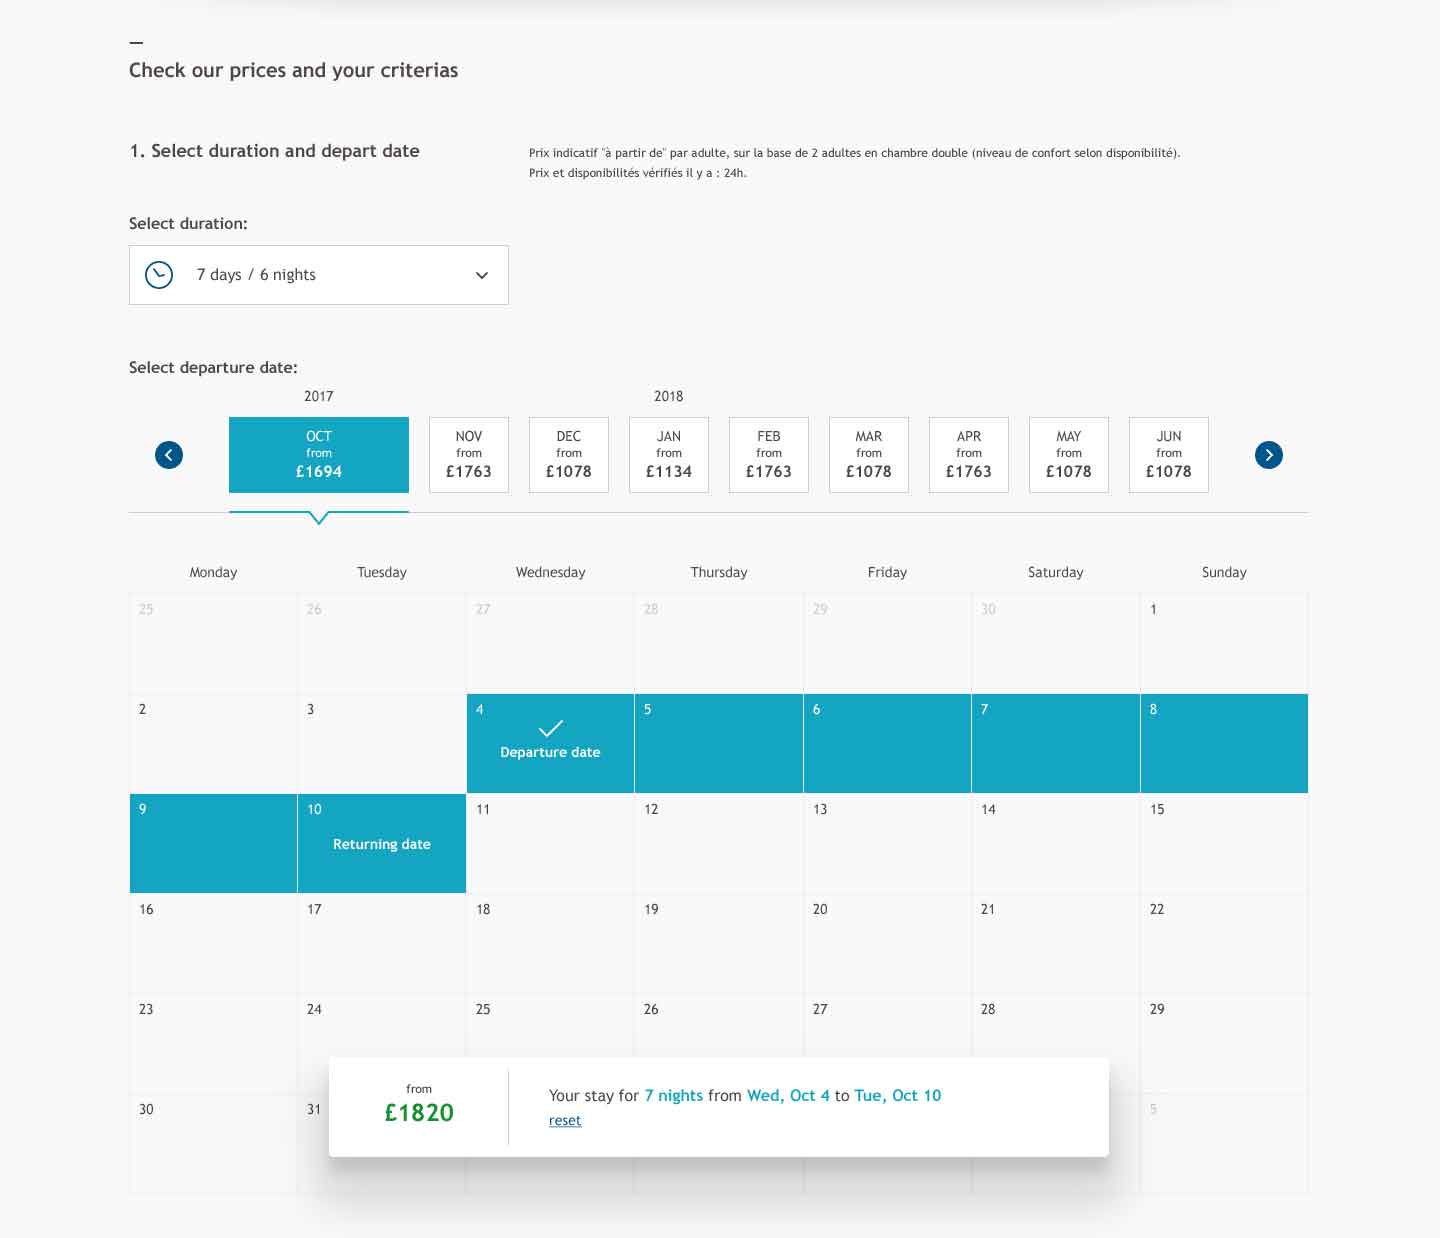 Check our prices and your criterias
1. Select duration and depart date
Prix indicatif "à partir de" par adulte, sur la base de 2 adultes en chambre double (niveau de confort selon disponibilité).
Prix et disponibilités vérifiés il y a : 24h.
Select duration:
7 days / 6 nights
Select departure date:
2017 2018
OCT NOV DEC JAN FEB MAR APR MAY JUN
from from from from from from from from from
£1694 £1763 £1078 £1134 £1763 £1078 £1763 £1078 £1078
Monday Tuesday Wednesday Thursday Friday Saturday Sunday
25 26 27 28 29 30 1
2 3 4 5 6 7 8
Departure date
9 10 11 12 13 14 15
Returning date
16 17 18 19 20 21 22
23 24 25 26 27 28 29
30 31 5
from
£1820
Your stay for 7 nights from Wed, Oct 4 to Tue, Oct 10
reset